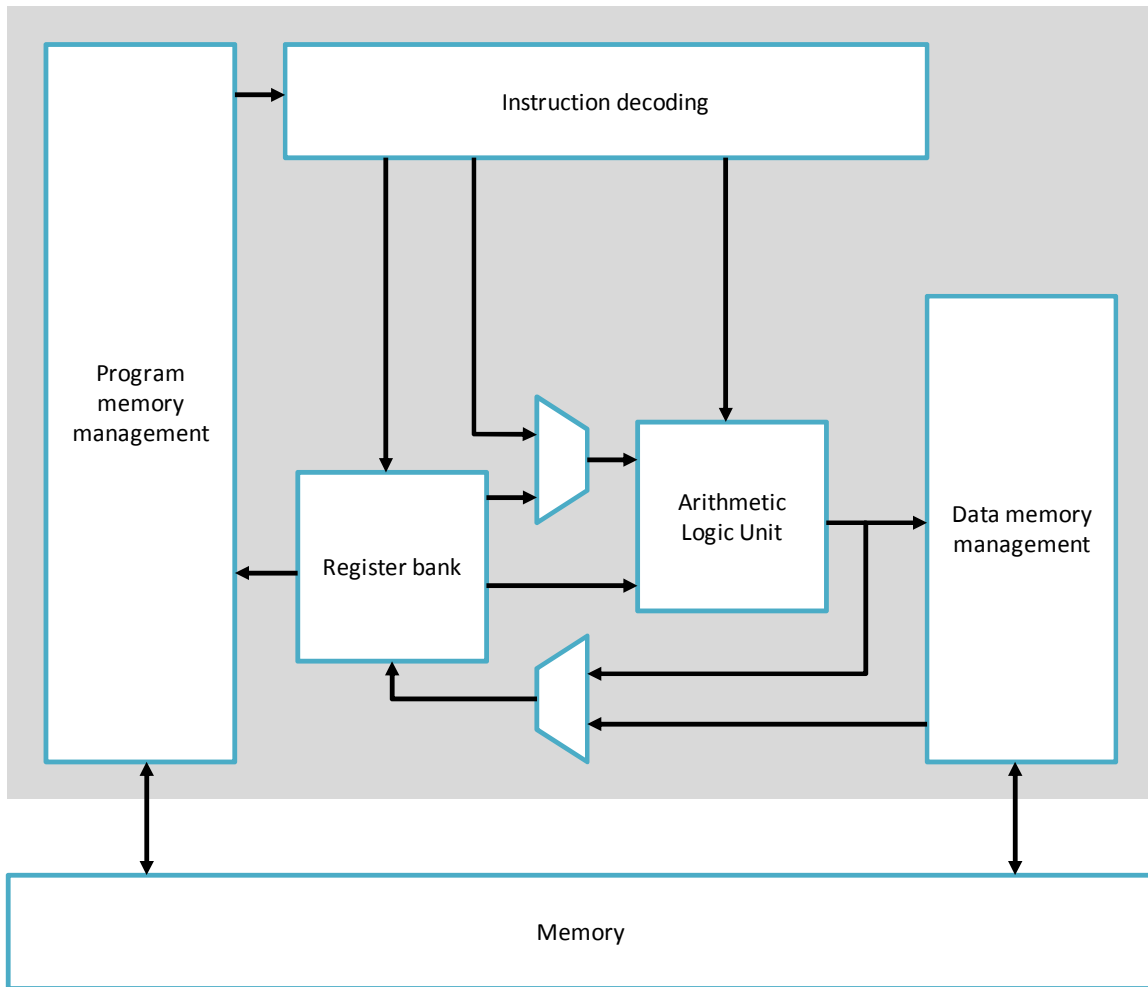 Instruction decoding
Program
memory
management
Arithmetic
Logic Unit
Data memory
management
Register bank
Memory